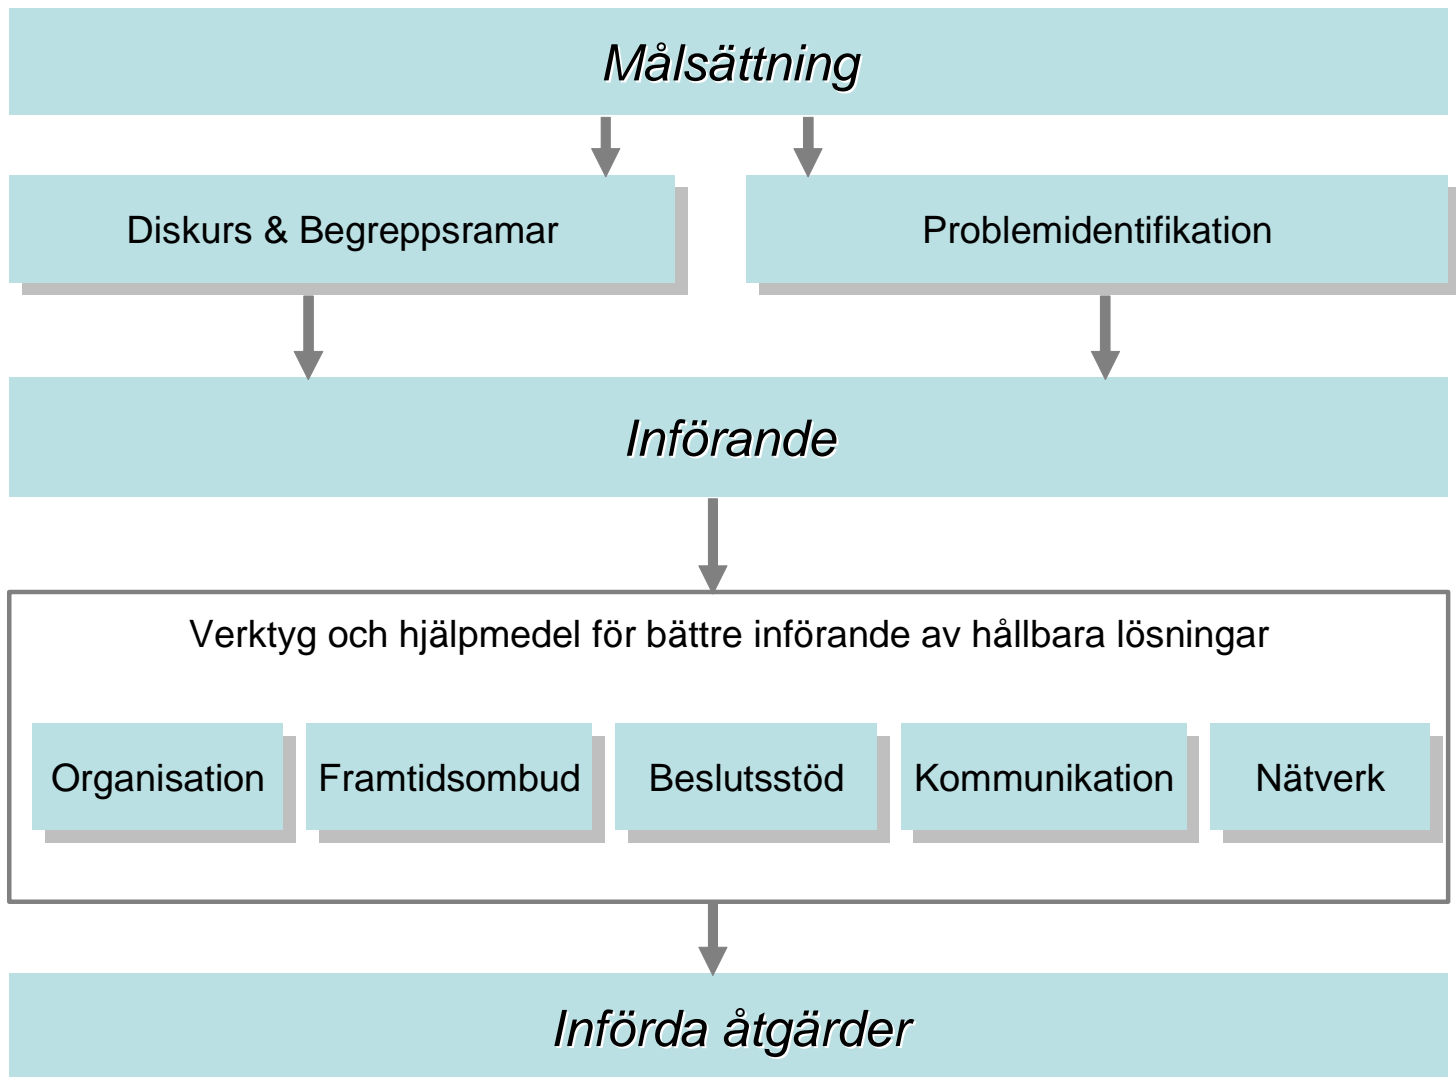 Målsättning
Diskurs & Begreppsramar
Problemidentifikation
Införande
Verktyg och hjälpmedel för bättre införande av hållbara lösningar
Organisation
Framtidsombud
Beslutsstöd
Kommunikation
Nätverk
Införda åtgärder